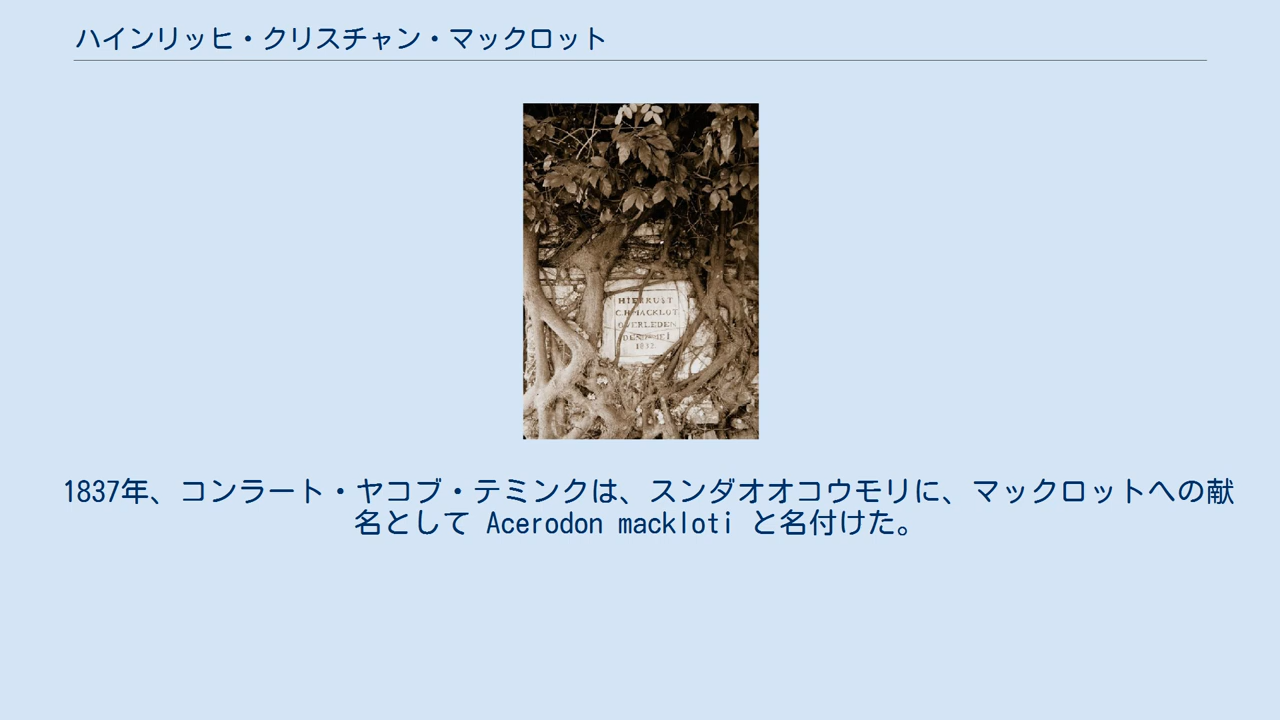 ハインリッヒ・クリスチャン・マックロット
HIER RUST
C.H MACKLOT
OVERLEDEN
MEI
1832.
1837年、コンラート・ヤコブ・テミンクは、スンダオオコウモリに、マックロットへの献
名として Acerodon mackloti と名付けた。